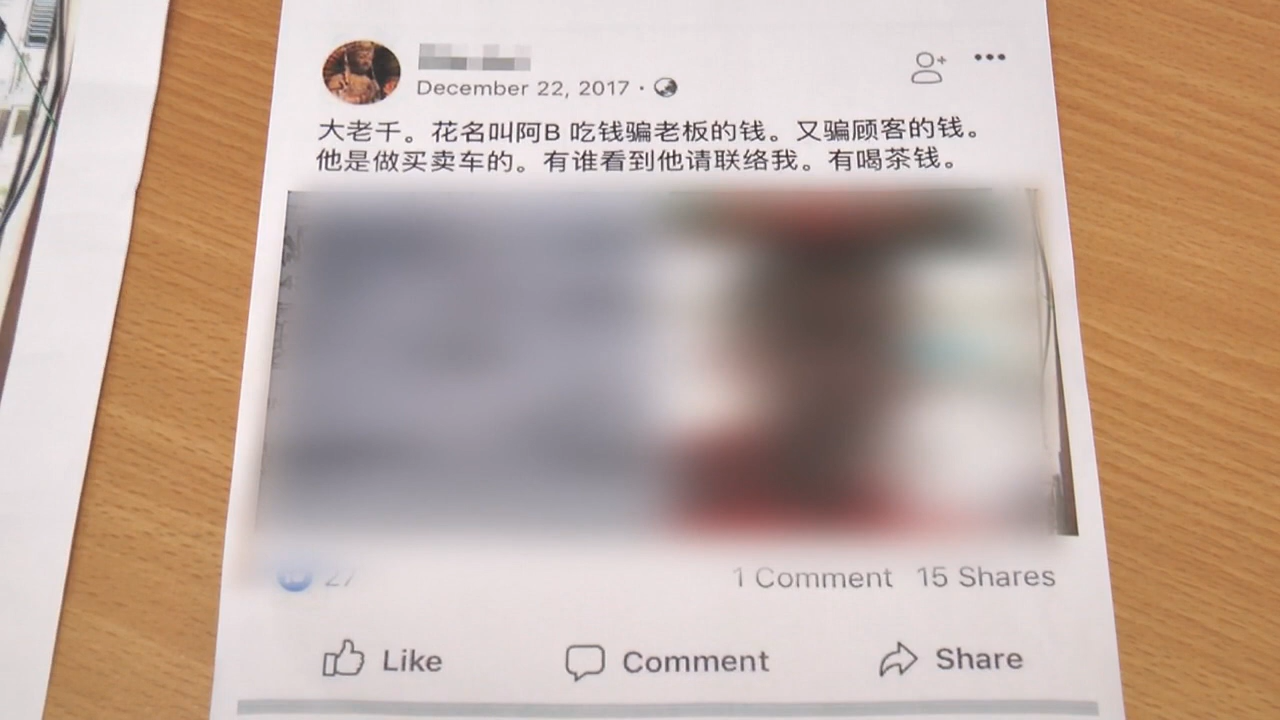 December 22, 2017 ·
大老千。花名叫阿B 吃钱骗老板的钱。又骗顾客的钱。
他是做买卖车的。有谁看到他请联络我。有喝茶钱。
27
1 Comment 15 Shares
Like Comment Share